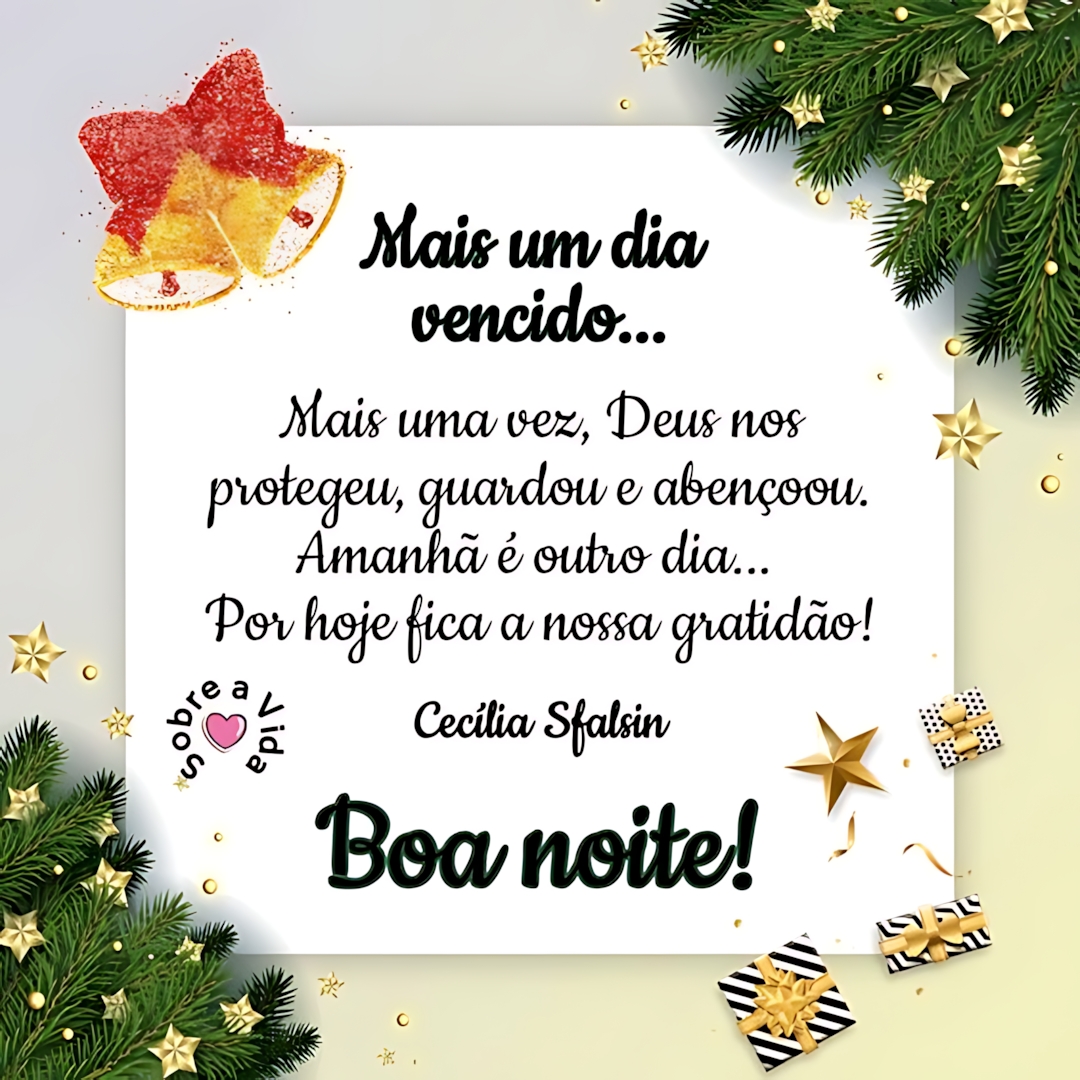 Mais um dia
vencido...
Mais uma vez, Deus nos
protegeu, guardou e abençoou.
Amanhã é outro dia...
Por hoje fica a nossa gratidão!
Sobre a Vida
Cecília Sfalsin
Boa noite!